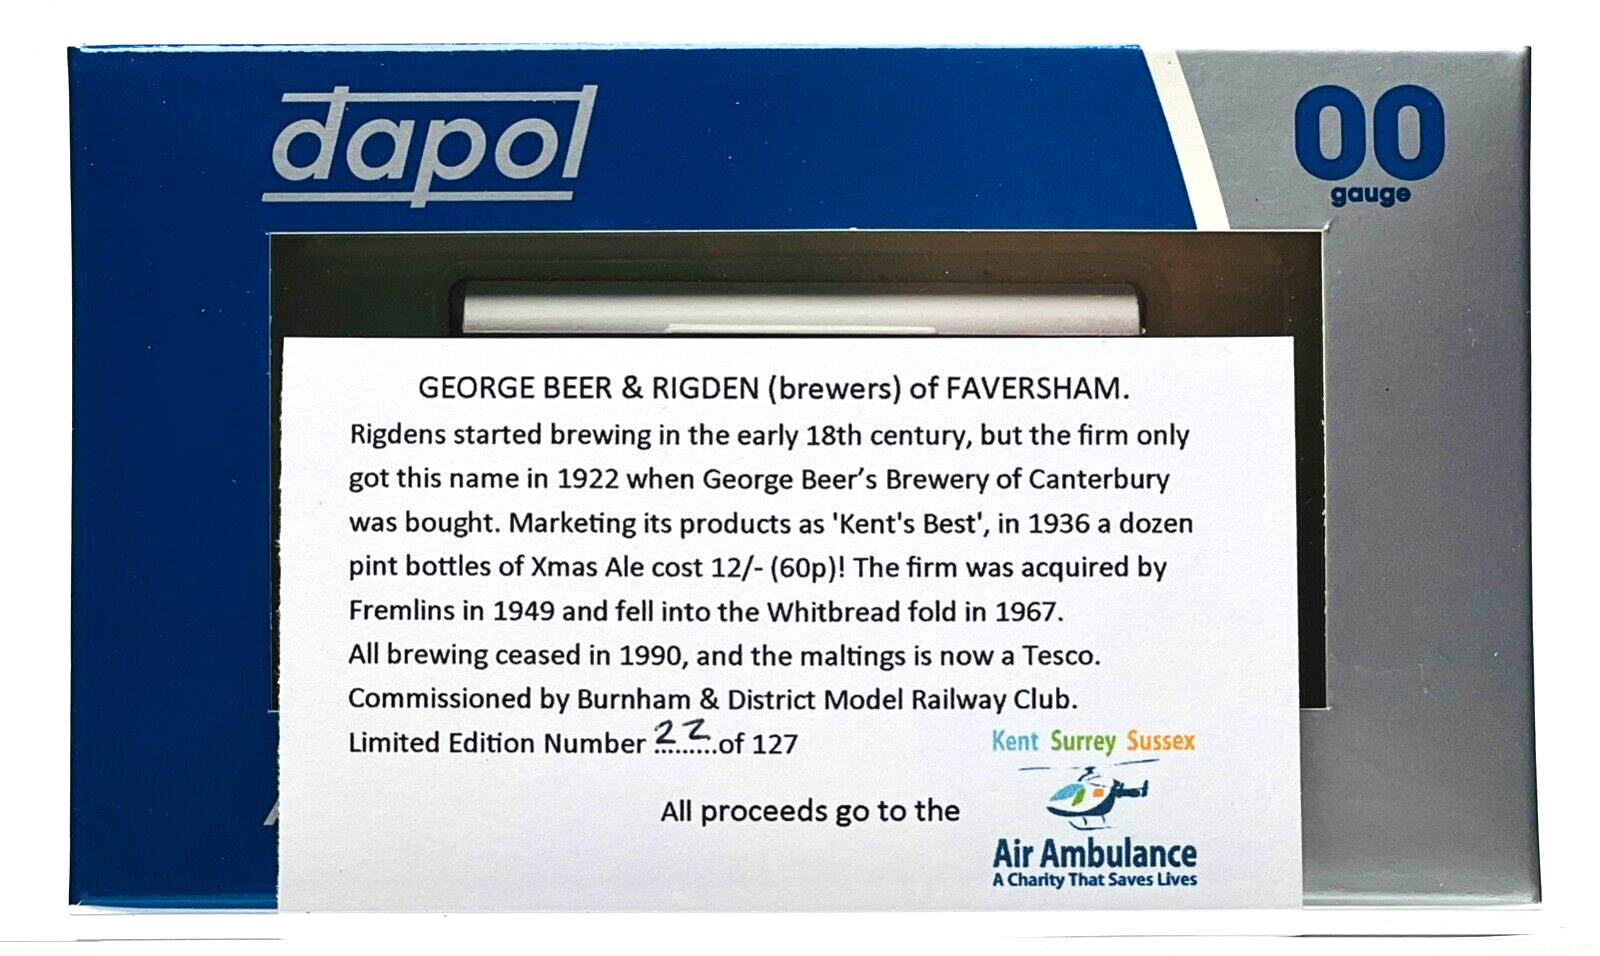 dapol
00
gauge
GEORGE BEER & RIGDEN (brewers) of FAVERSHAM.
Rigdens started brewing in the early 18th century, but the firm only
got this name in 1922 when George Beer’s Brewery of Canterbury
was bought. Marketing its products as 'Kent's Best', in 1936 a dozen
pint bottles of Xmas Ale cost 12/- (60p)! The firm was acquired by
Fremlins in 1949 and fell into the Whitbread fold in 1967.
All brewing ceased in 1990, and the maltings is now a Tesco.
Commissioned by Burnham & District Model Railway Club.
Limited Edition Number 22 of 127
All proceeds go to the
Kent Surrey Sussex
Air Ambulance
A Charity That Saves Lives